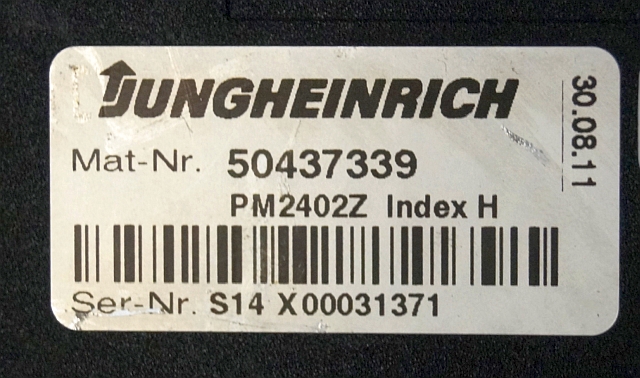 JUNGHEINRICH
30.08.11
Mat-Nr. 50437339
PM2402Z Index H
Ser-Nr. S14 X00031371